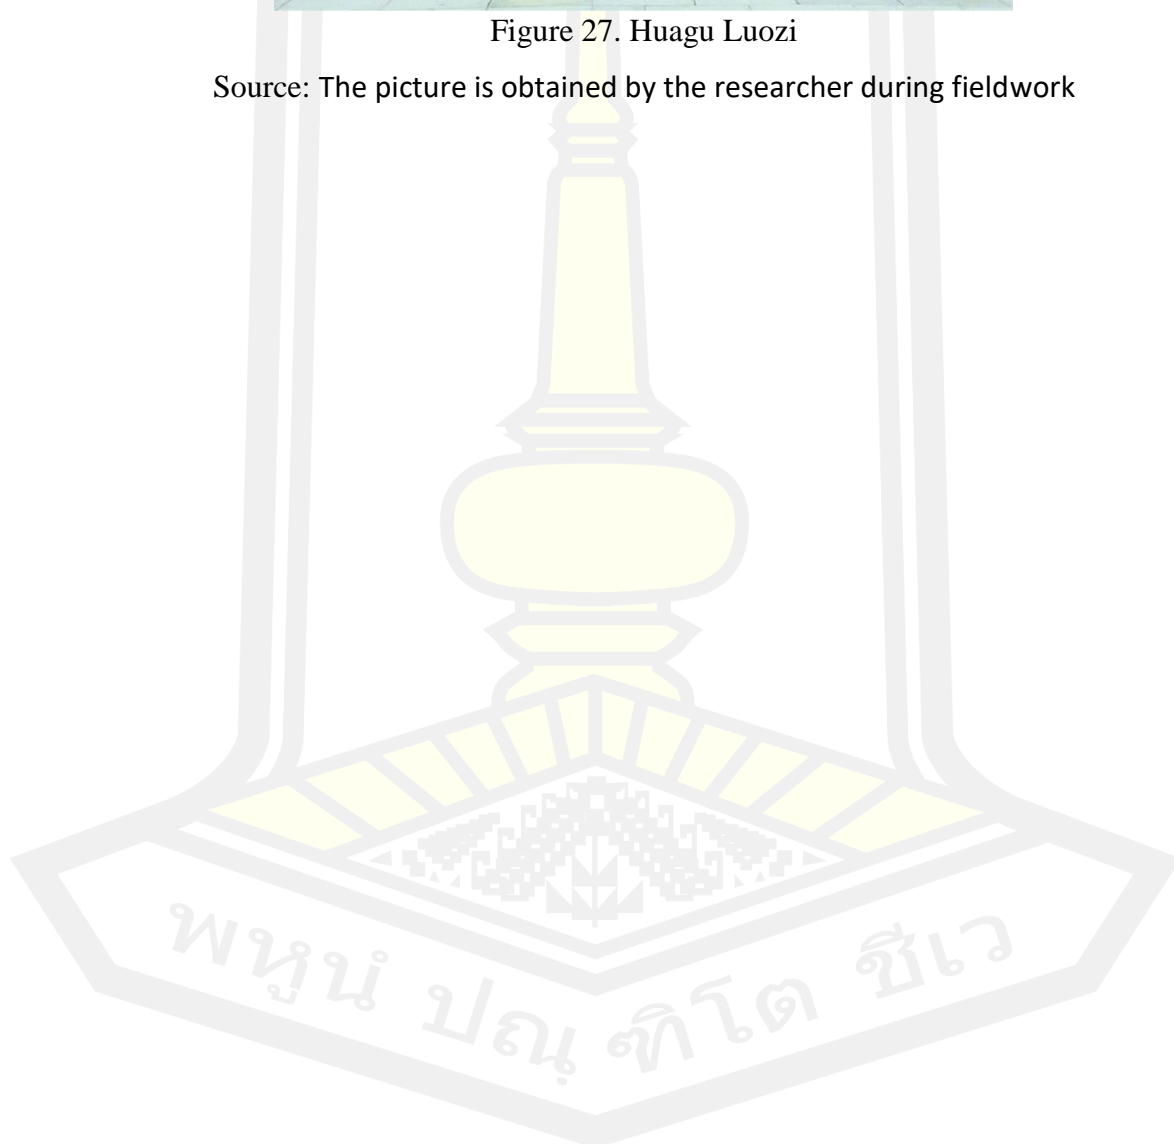 Figure 27. Huagu Luozi
Source: The picture is obtained by the researcher during fieldwork
พหูนํ ปณฺฑิโต ชีเว